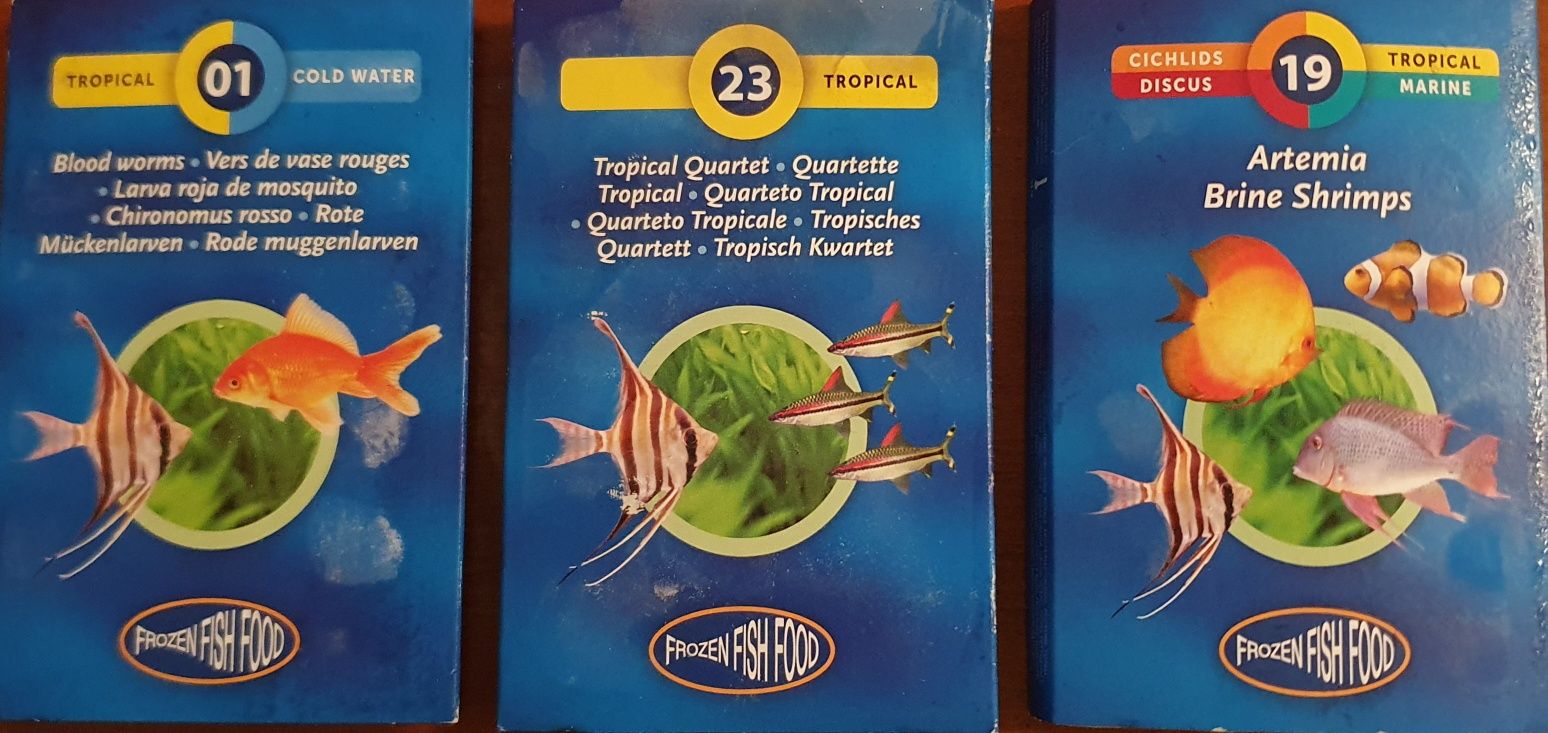 TROPICAL 01 COLD WATER
Blood worms • Vers de vase rouges
• Larva roja de mosquito
• Chironomus rosso • Rote
Mückenlarven • Rode muggenlarven
FROZEN FISH FOOD
23 TROPICAL
Tropical Quartet • Quartette
Tropical • Quarteto Tropical
• Quarteto Tropicale • Tropisches
Quartett • Tropisch Kwartet
FROZEN FISH FOOD
CICHLIDS TROPICAL
19
DISCUS MARINE
Artemia
Brine Shrimps
FROZEN FISH FOOD